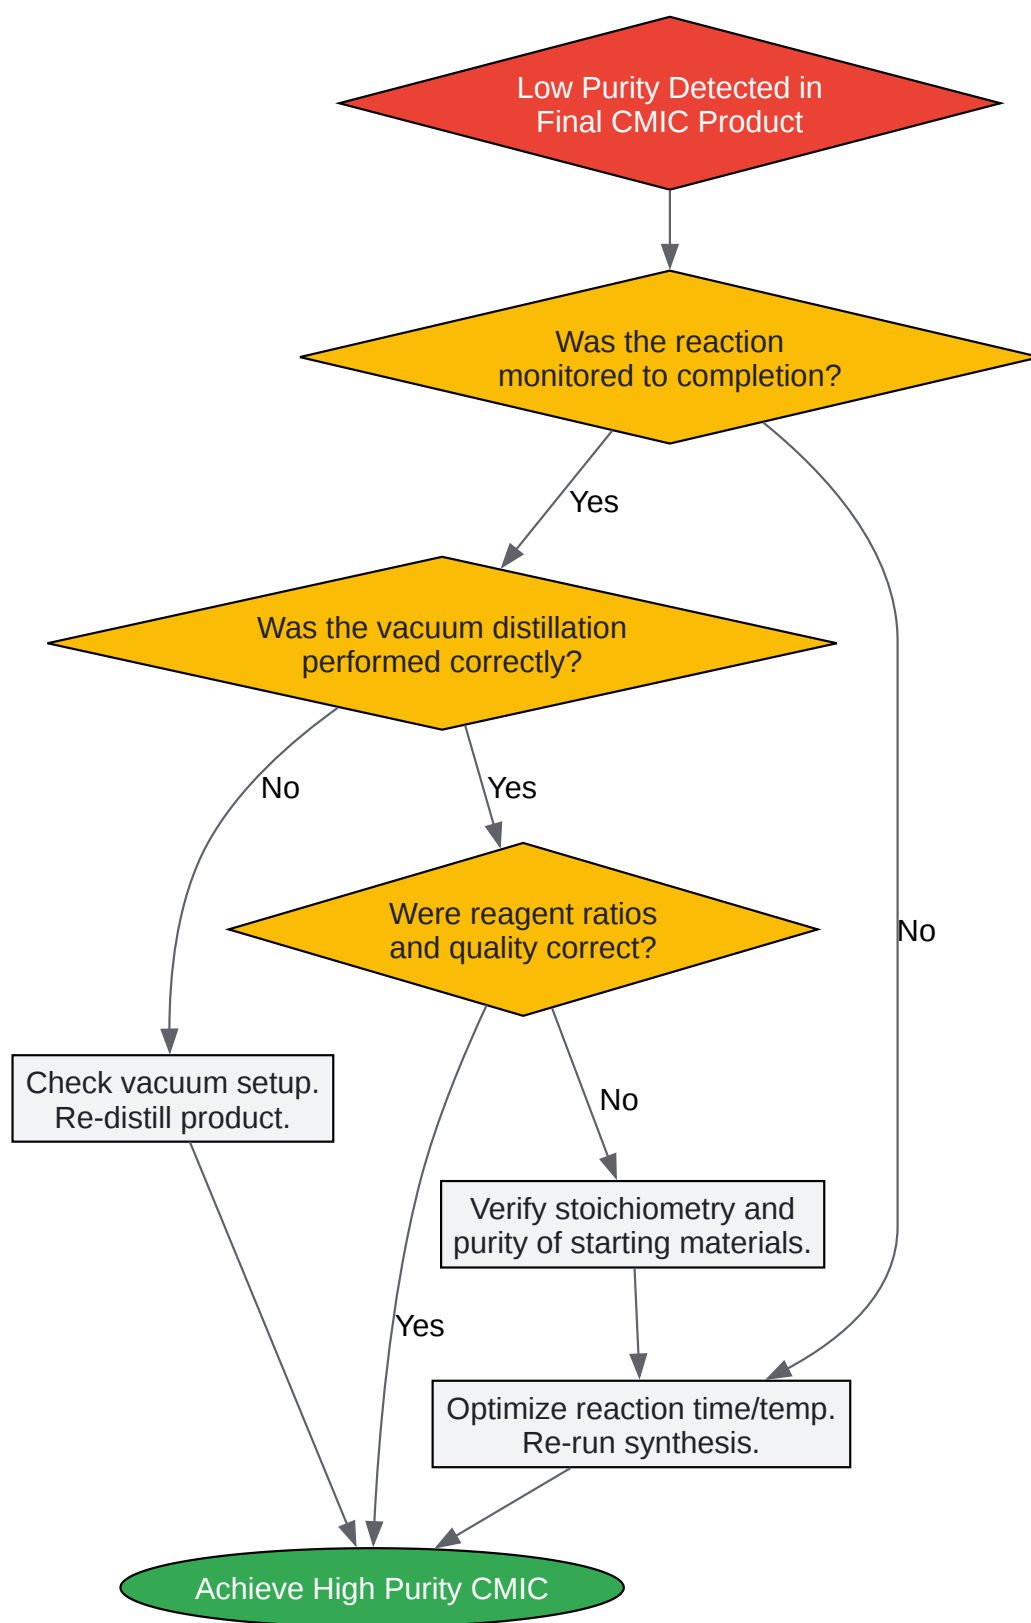 Low Purity Detected in
Final CMIC Product
Was the reaction
monitored to completion?
Yes
Was the vacuum distillation
performed correctly?
No
Yes
Were reagent ratios
and quality correct?
No
Check vacuum setup.
Re-distill product.
No
Verify stoichiometry and
purity of starting materials.
Yes
Optimize reaction time/temp.
Re-run synthesis.
Achieve High Purity CMIC